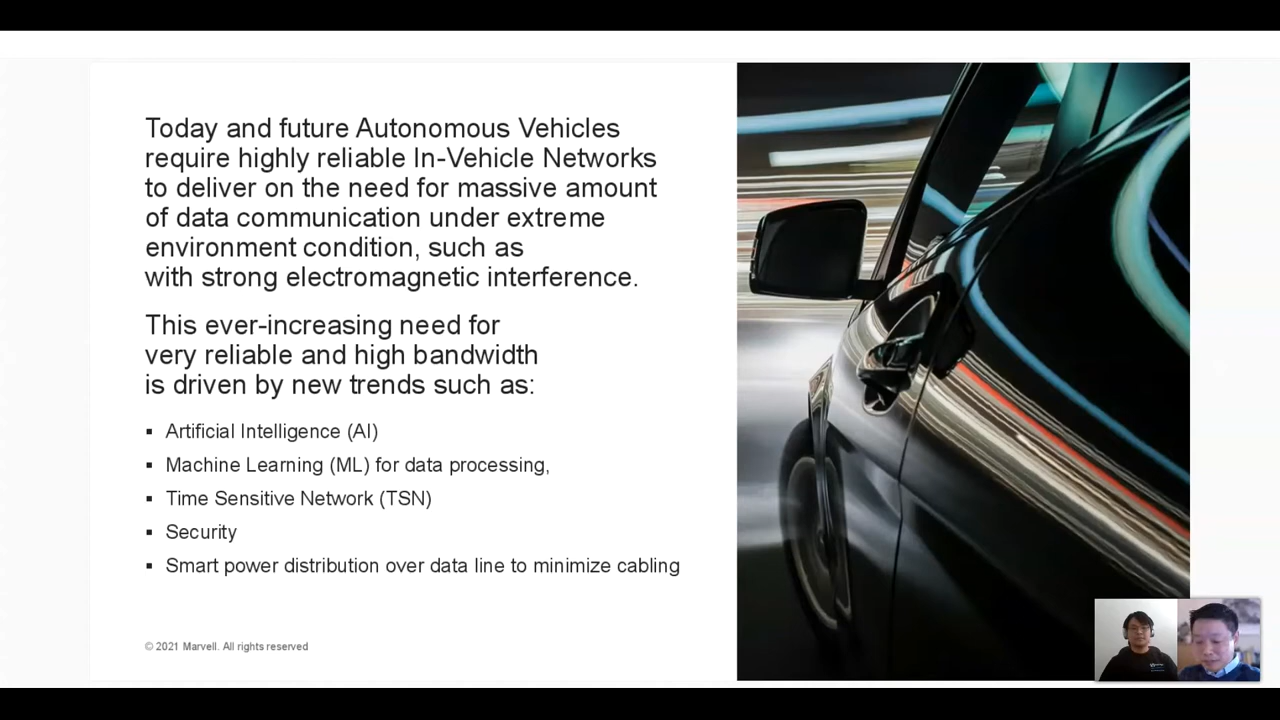 Today and future Autonomous Vehicles
require highly reliable In-Vehicle Networks
to deliver on the need for massive amount
of data communication under extreme
environment condition, such as
with strong electromagnetic interference.
This ever-increasing need for
very reliable and high bandwidth
is driven by new trends such as:
▪ Artificial Intelligence (AI)
▪ Machine Learning (ML) for data processing,
▪ Time Sensitive Network (TSN)
▪ Security
▪ Smart power distribution over data line to minimize cabling
© 2021 Marvell. All rights reserved